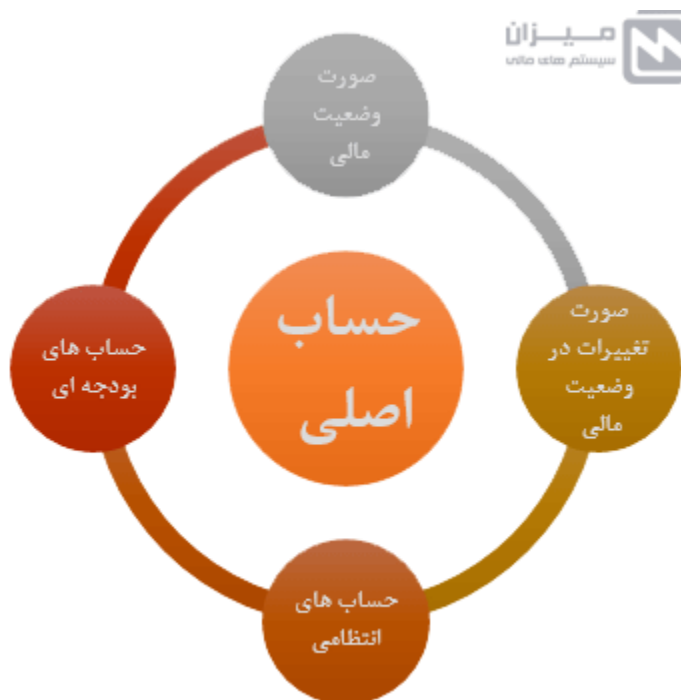 میزان
سیستم های مالی
صورت
وضعیت
مالی
حساب
اصلی
صورت
تغییرات در
وضعیت
مالی
حساب های
انتظامی
حساب های
بودجه ای